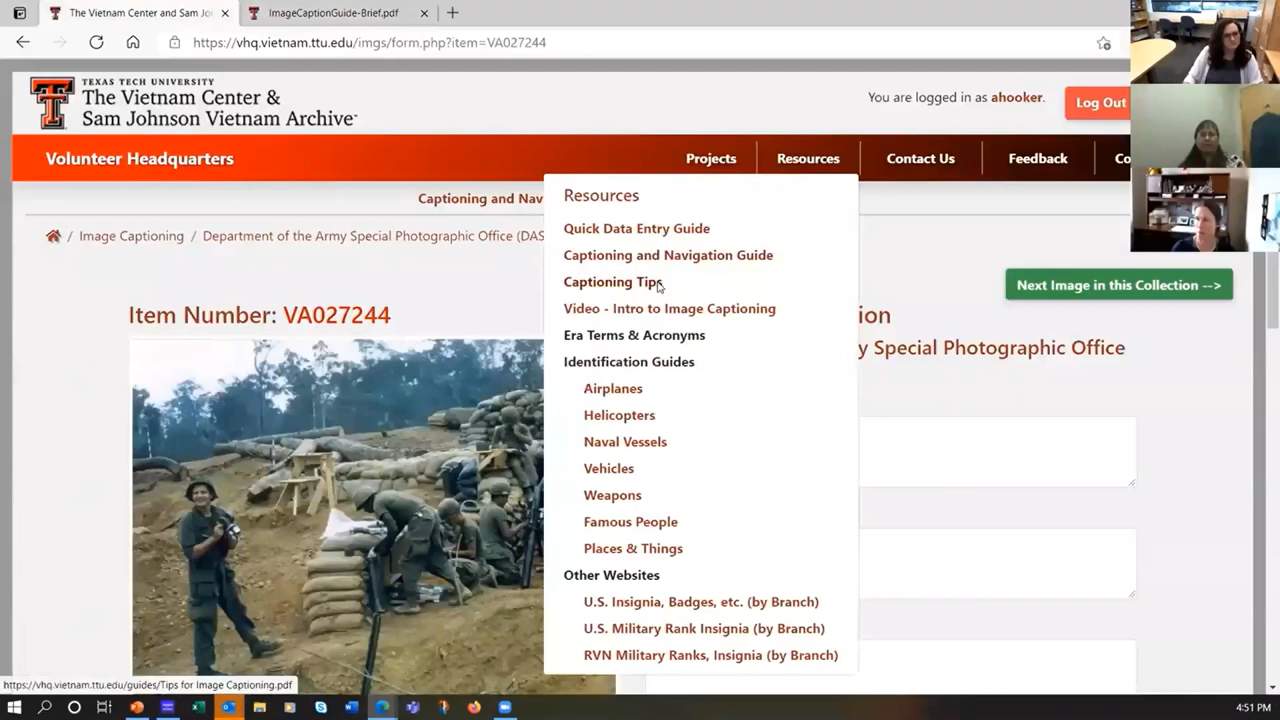 The Vietnam Center and Sam Jo
ImageCaptionGuide-Brief.pdf
https://vhq.vietnam.ttu.edu/imgs/form.php?item=VA027244
TEXAS TECH UNIVERSITY
The Vietnam Center &
Sam Johnson Vietnam Archive
You are logged in as ahooker.
Log Out
Volunteer Headquarters
Projects
Resources
Contact Us
Feedback
Co
Captioning and Nav
/ Image Captioning / Department of the Army Special Photographic Office (DAS
Resources
Quick Data Entry Guide
Captioning and Navigation Guide
Captioning Tips
Video - Intro to Image Captioning
Era Terms & Acronyms
Identification Guides
Airplanes
Helicopters
Naval Vessels
Vehicles
Weapons
Famous People
Places & Things
Other Websites
U.S. Insignia, Badges, etc. (by Branch)
U.S. Military Rank Insignia (by Branch)
RVN Military Ranks, Insignia (by Branch)
Next Image in this Collection -->
Item Number: VA027244
ion
y Special Photographic Office
https://vhq.vietnam.ttu.edu/guides/Tips for Image Captioning.pdf
4:51 PM